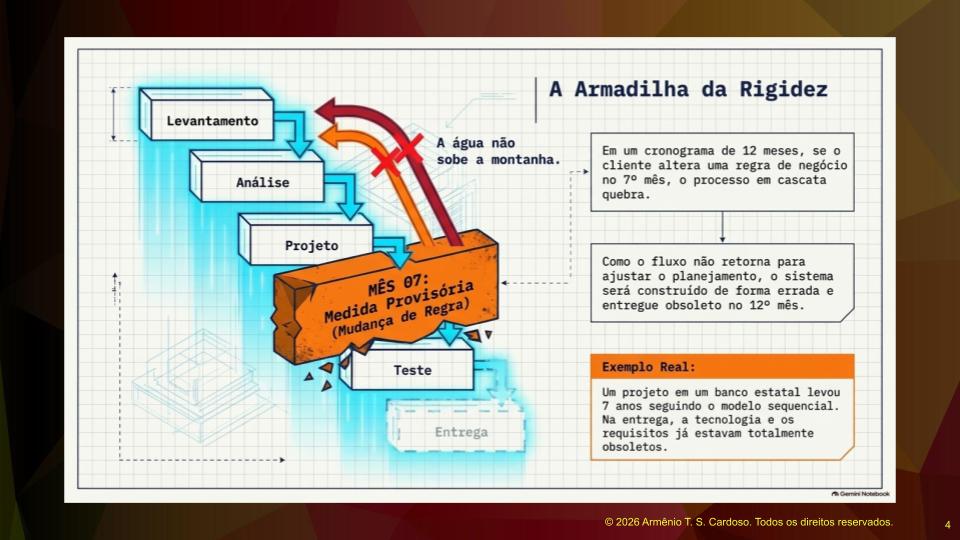 A Armadilha da Rigidez
Levantamento
Análise
Projeto
A água não
sobe a montanha.
MÊS 07:
Medida Provisória
(Mudança de Regra)
Teste
Entrega
Em um cronograma de 12 meses, se o
cliente altera uma regra de negócio
no 7º mês, o processo em cascata
quebra.
Como o fluxo não retorna para
ajustar o planejamento, o sistema
será construído de forma errada e
entregue obsoleto no 12º mês.
Exemplo Real:
Um projeto em um banco estatal levou
7 anos seguindo o modelo sequencial.
Na entrega, a tecnologia e os
requisitos já estavam totalmente
obsoletos.
Gemini Notebook
© 2026 Armênio T. S. Cardoso. Todos os direitos reservados.
4